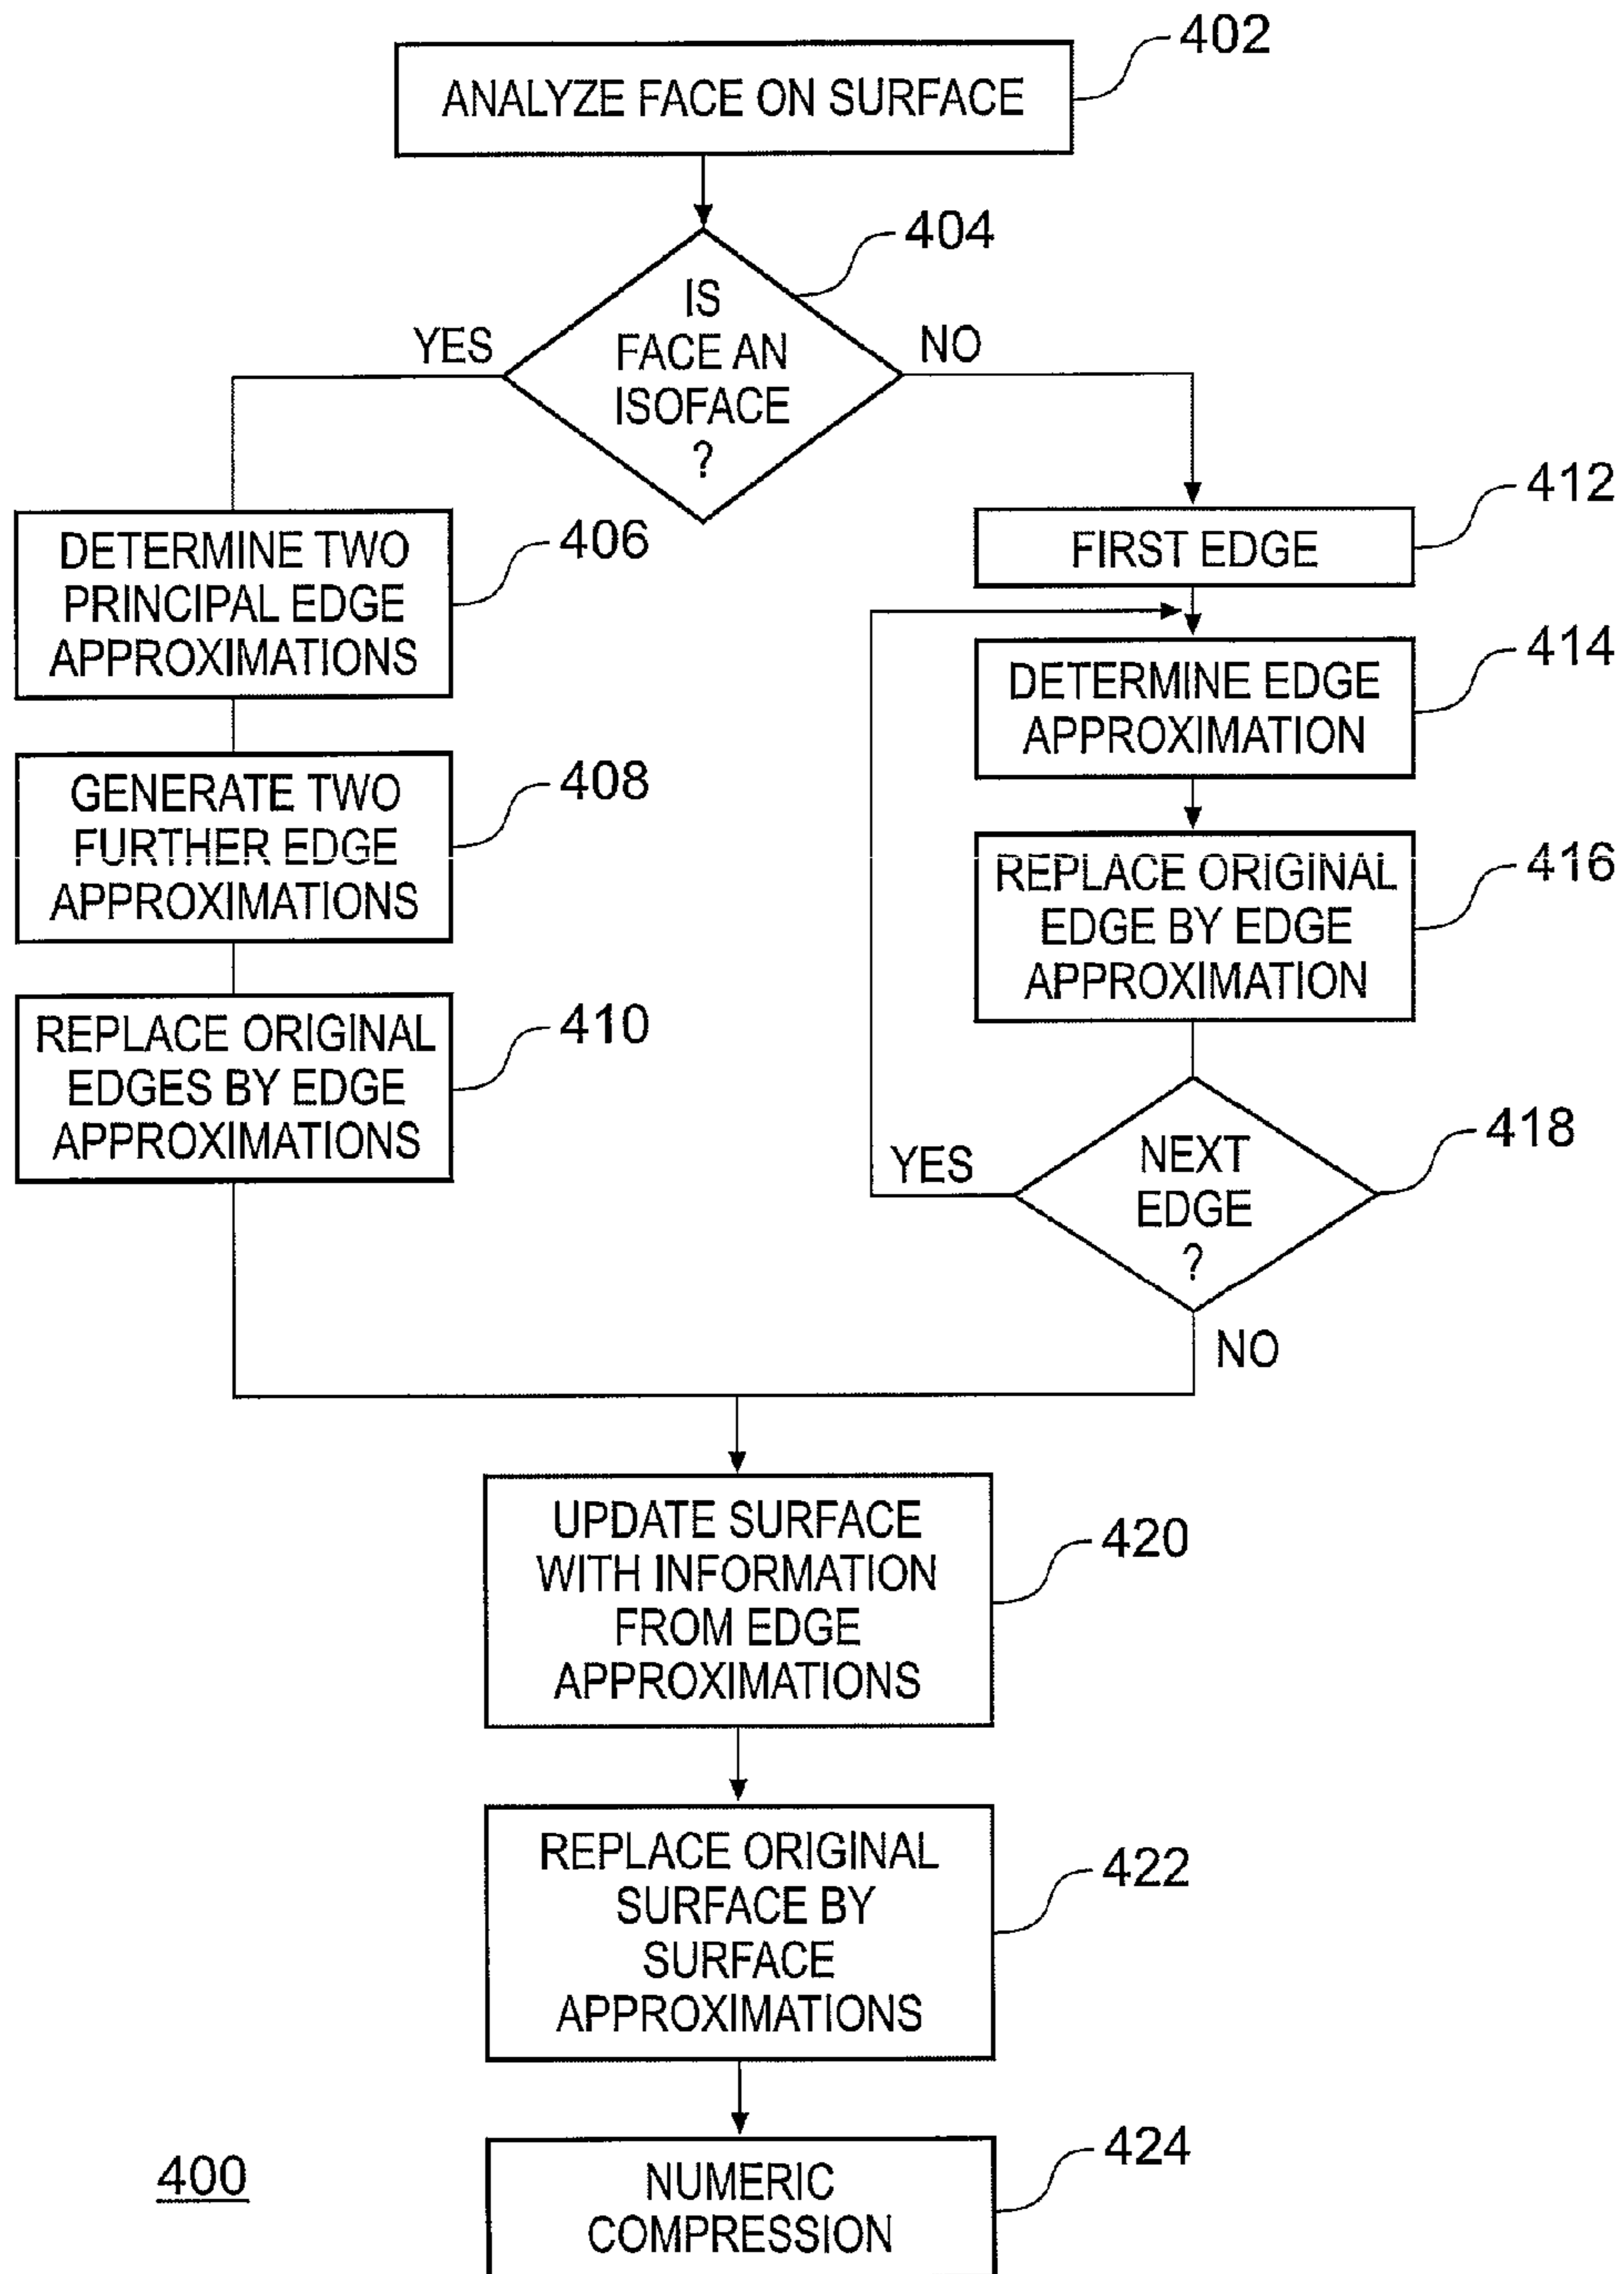 402
ANALYZE FACE ON SURFACE
404
IS
FACE AN
ISOFACE
?
YES
NO
406
DETERMINE TWO
PRINCIPAL EDGE
APPROXIMATIONS
408
GENERATE TWO
FURTHER EDGE
APPROXIMATIONS
410
REPLACE ORIGINAL
EDGES BY EDGE
APPROXIMATIONS
412
FIRST EDGE
414
DETERMINE EDGE
APPROXIMATION
416
REPLACE ORIGINAL
EDGE BY EDGE
APPROXIMATION
418
NEXT
EDGE
?
YES
NO
420
UPDATE SURFACE
WITH INFORMATION
FROM EDGE
APPROXIMATIONS
422
REPLACE ORIGINAL
SURFACE BY
SURFACE
APPROXIMATIONS
424
NUMERIC
COMPRESSION
400